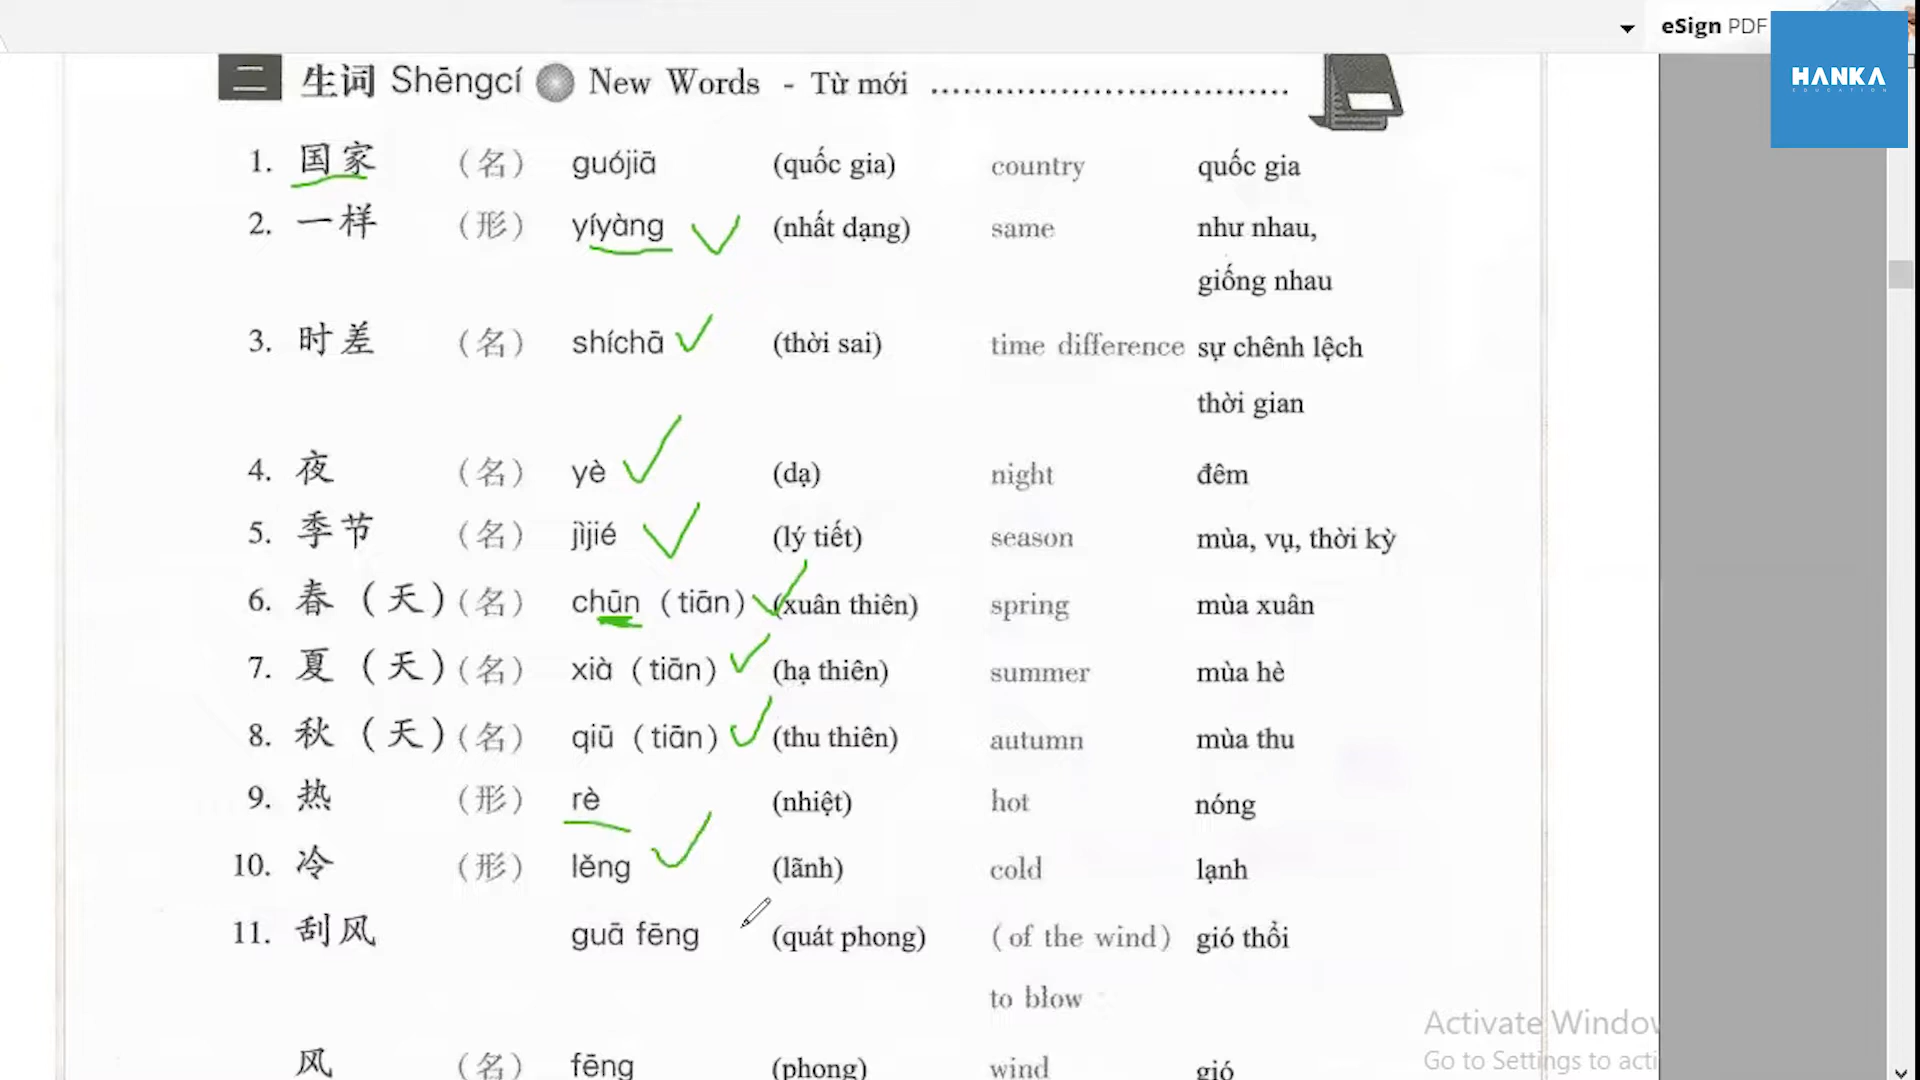 eSign PDF
HANKA
EDUCATION
二 生词 Shēngcí New Words - Từ mới ..................................
1. 国家 (名) guójiā (quốc gia) country quốc gia
2. 一样 (形) yíyàng (nhất dạng) same như nhau,
giống nhau
3. 时差 (名) shíchā (thời sai) time difference sự chênh lệch
thời gian
4. 夜 (名) yè (dạ) night đêm
5. 季节 (名) jìjié (lý tiết) season mùa, vụ, thời kỳ
6. 春（天）(名) chūn (tiān) (xuân thiên) spring mùa xuân
7. 夏（天）(名) xià (tiān) (hạ thiên) summer mùa hè
8. 秋（天）(名) qiū (tiān) (thu thiên) autumn mùa thu
9. 热 (形) rè (nhiệt) hot nóng
10. 冷 (形) lěng (lãnh) cold lạnh
11. 刮风 guā fēng (quát phong) (of the wind) gió thổi
to blow
风 (名) fēng (phong) wind gió
Activate Window
Go to Settings to acti